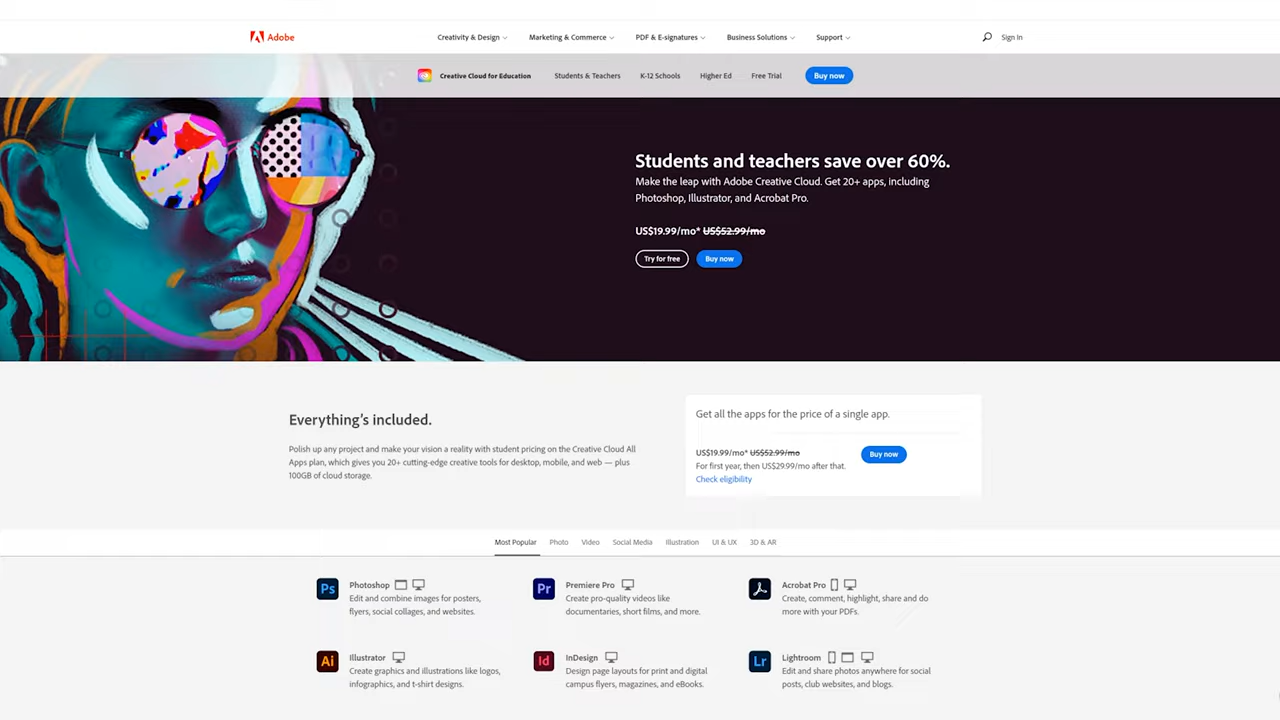 Adobe
Creativity & Design
Marketing & Commerce
PDF & E-signatures
Business Solutions
Support
Sign In
Creative Cloud for Education
Students & Teachers
K-12 Schools
Higher Ed
Free Trial
Buy now
Students and teachers save over 60%.
Make the leap with Adobe Creative Cloud. Get 20+ apps, including
Photoshop, Illustrator, and Acrobat Pro.
US$19.99/mo* US$52.99/mo
Try for free
Buy now
Everything's included.
Polish up any project and make your vision a reality with student pricing on the Creative Cloud All
Apps plan, which gives you 20+ cutting-edge creative tools for desktop, mobile, and web — plus
100GB of cloud storage.
Get all the apps for the price of a single app.
US$19.99/mo* US$52.99/mo
For first year, then US$29.99/mo after that.
Check eligibility
Buy now
Most Popular
Photo
Video
Social Media
Illustration
UI & UX
3D & AR
Ps
Photoshop
Edit and combine images for posters,
flyers, social collages, and websites.
Pr
Premiere Pro
Create pro-quality videos like
documentaries, short films, and more.
Acrobat Pro
Create, comment, highlight, share and do
more with your PDFs.
Ai
Illustrator
Create graphics and illustrations like logos,
infographics, and t-shirt designs.
Id
InDesign
Design page layouts for print and digital
campus flyers, magazines, and eBooks.
Lr
Lightroom
Edit and share photos anywhere for social
posts, club websites, and blogs.